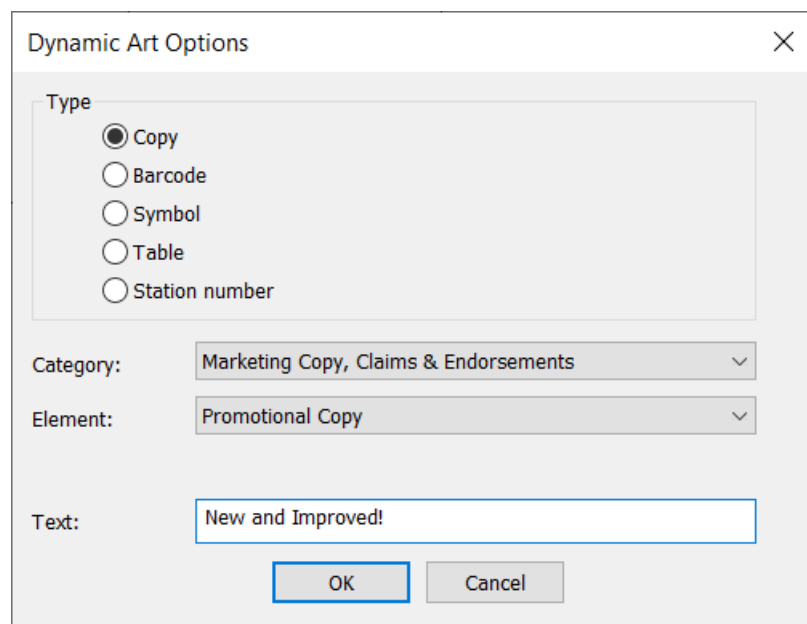 Dynamic Art Options
Type
Copy
Barcode
Symbol
Table
Station number
Category: Marketing Copy, Claims & Endorsements
Element: Promotional Copy
Text: New and Improved!
OK Cancel